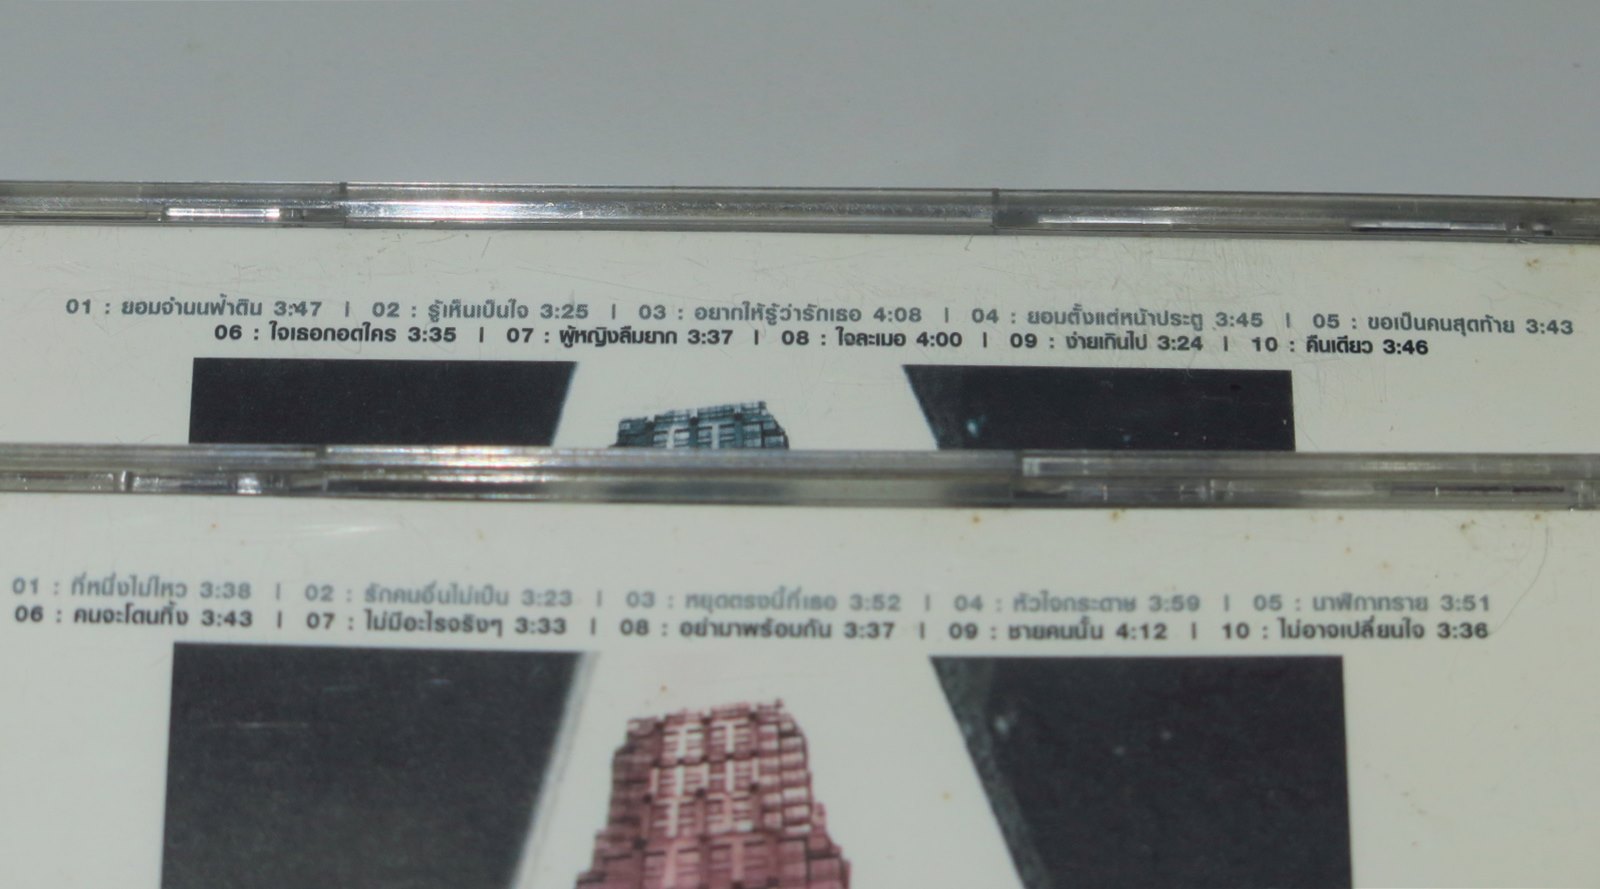 01 : ยอมจำนนฟ้าดิน 3:47 | 02 : รู้เห็นเป็นใจ 3:25 | 03 : อยากให้รู้ว่ารักเธอ 4:08 | 04 : ยอมตั้งแต่หน้าประตู 3:45 | 05 : ขอเป็นคนสุดท้าย 3:43
06 : ใจเธอกอดใคร 3:35 | 07 : ผู้หญิงลืมยาก 3:37 | 08 : ใจละเมอ 4:00 | 09 : ง่ายเกินไป 3:24 | 10 : คืนเดียว 3:46
01 : ที่หนึ่งไม่ไหว 3:38 | 02 : รักคนอื่นไม่เป็น 3:23 | 03 : หยุดตรงนี้ที่เธอ 3:52 | 04 : หัวใจกระดาษ 3:59 | 05 : นาฬิกาทราย 3:51
06 : คนจะโดนทิ้ง 3:43 | 07 : ไม่มีอะไรจริงๆ 3:33 | 08 : อย่ามาพร้อมกัน 3:37 | 09 : ชายคนนั้น 4:12 | 10 : ไม่อาจเปลี่ยนใจ 3:36